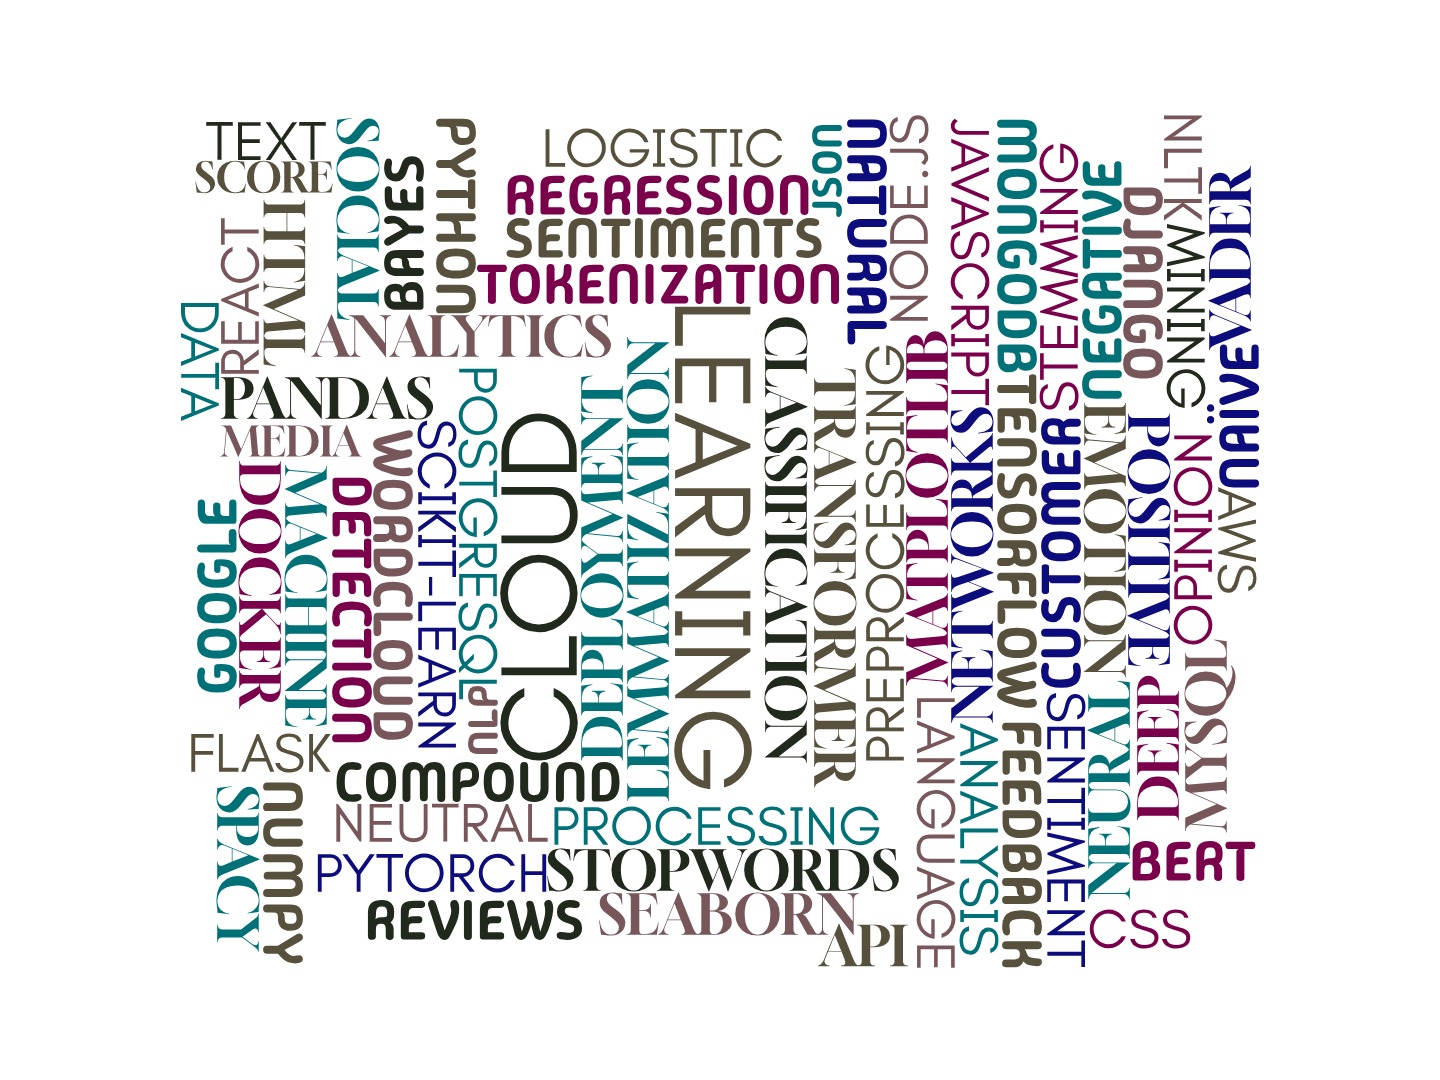 TEXT
SCORE
SOCIAL
BAYES
PYTHON
LOGISTIC
REGRESSION
SENTIMENTS
TOKENIZATION
JSON
NATURAL
NODE.JS
JAVASCRIPT
MONGODB
STEMMING
NEGATIVE
DJANGO
NLTK
MINING
VADER
NAÏVE
REACT
HTML
DATA
ANALYTICS
PANDAS
MEDIA
WORDCLOUD
SCIKIT-LEARN
POSTGRESQL
CLOUD
DEPLOYMENT
LEMMATIZATION
LEARNING
CLASSIFICATION
TRANSFORMER
PREPROCESSING
MATPLOTLIB
NETWORKS
TENSORFLOW
CUSTOMER
EMOTION
POSITIVE
OPINION
AWS
GOOGLE
DOCKER
MACHINE
DETECTION
NLP
FLASK
COMPOUND
NEUTRAL
PROCESSING
PYTORCH
STOPWORDS
REVIEWS
SEABORN
API
SPACY
NUMPY
LANGUAGE
ANALYSIS
FEEDBACK
SENTIMENT
NEURAL
DEEP
MYSQL
BERT
CSS